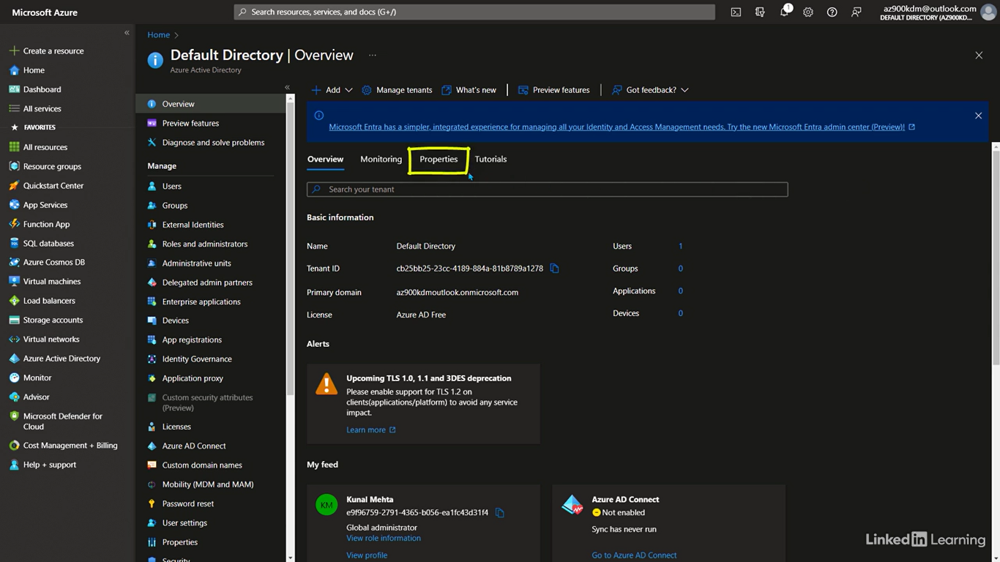 Microsoft Azure
Search resources, services, and docs (G+/)
1
az900kdm@outlook.com
DEFAULT DIRECTORY (AZ900KD...
«
Create a resource
Home
Dashboard
All services
FAVORITES
All resources
Resource groups
Quickstart Center
App Services
Function App
SQL databases
Azure Cosmos DB
Virtual machines
Load balancers
Storage accounts
Virtual networks
Azure Active Directory
Monitor
Advisor
Microsoft Defender for
Cloud
Cost Management + Billing
Help + support
Home >
Default Directory | Overview ...
Azure Active Directory
«
Overview
Preview features
Diagnose and solve problems
Manage
Users
Groups
External Identities
Roles and administrators
Administrative units
Delegated admin partners
Enterprise applications
Devices
App registrations
Identity Governance
Application proxy
Custom security attributes
(Preview)
Licenses
Azure AD Connect
Custom domain names
Mobility (MDM and MAM)
Password reset
User settings
Properties
Security
Add Manage tenants What's new | Preview features | Got feedback?
Microsoft Entra has a simpler, integrated experience for managing all your Identity and Access Management needs. Try the new Microsoft Entra admin center (Preview)!
Overview Monitoring Properties Tutorials
Search your tenant
Basic information
Name Default Directory Users 1
Tenant ID cb25bb25-23cc-4189-884a-81b8789a1278 Groups 0
Primary domain az900kdmoutlook.onmicrosoft.com Applications 0
License Azure AD Free Devices 0
Alerts
Upcoming TLS 1.0, 1.1 and 3DES deprecation
Please enable support for TLS 1.2 on
clients(applications/platform) to avoid any service
impact.
Learn more
My feed
KM
Kunal Mehta
e9f96759-2791-4365-b056-ea1fc43d31f4
Global administrator
View role information
View profile
Azure AD Connect
Not enabled
Sync has never run
Go to Azure AD Connect
Linked in Learning